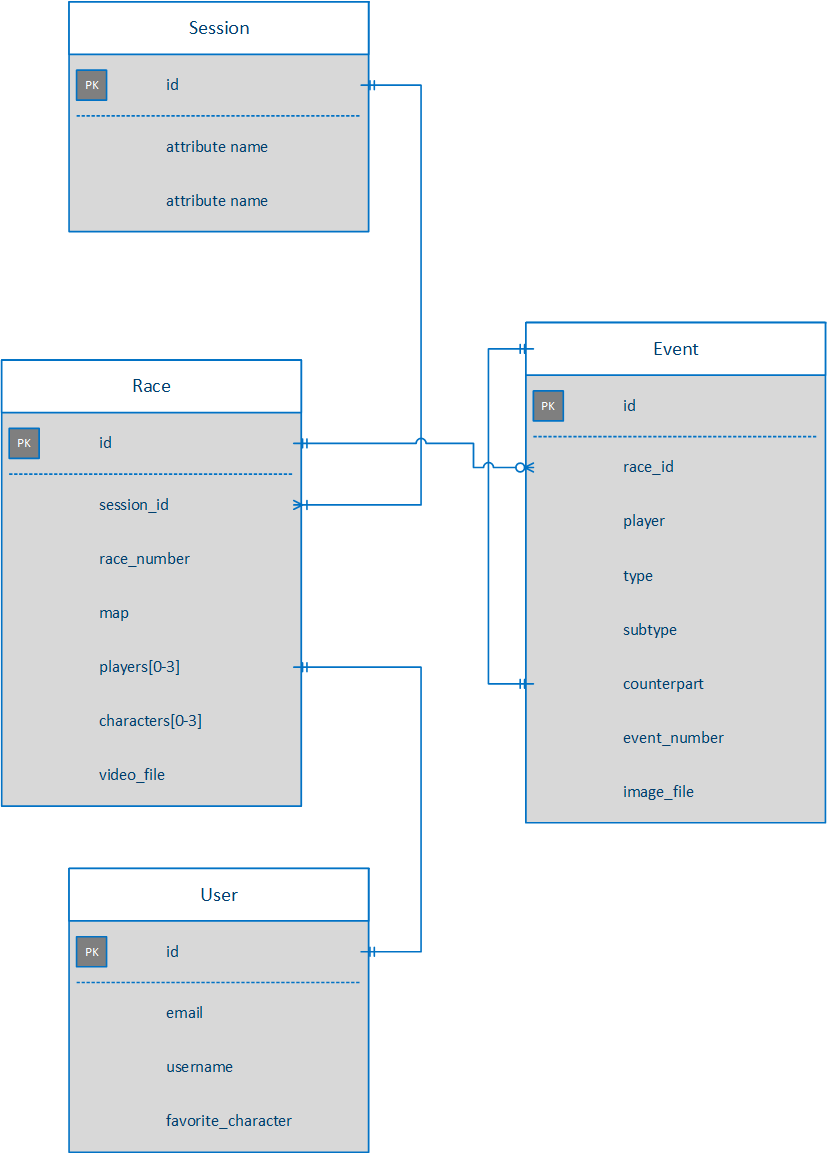 Session
PK id
attribute name
attribute name
Race
PK id
session_id
race_number
map
players[0-3]
characters[0-3]
video_file
Event
PK id
race_id
player
type
subtype
counterpart
event_number
image_file
User
PK id
email
username
favorite_character